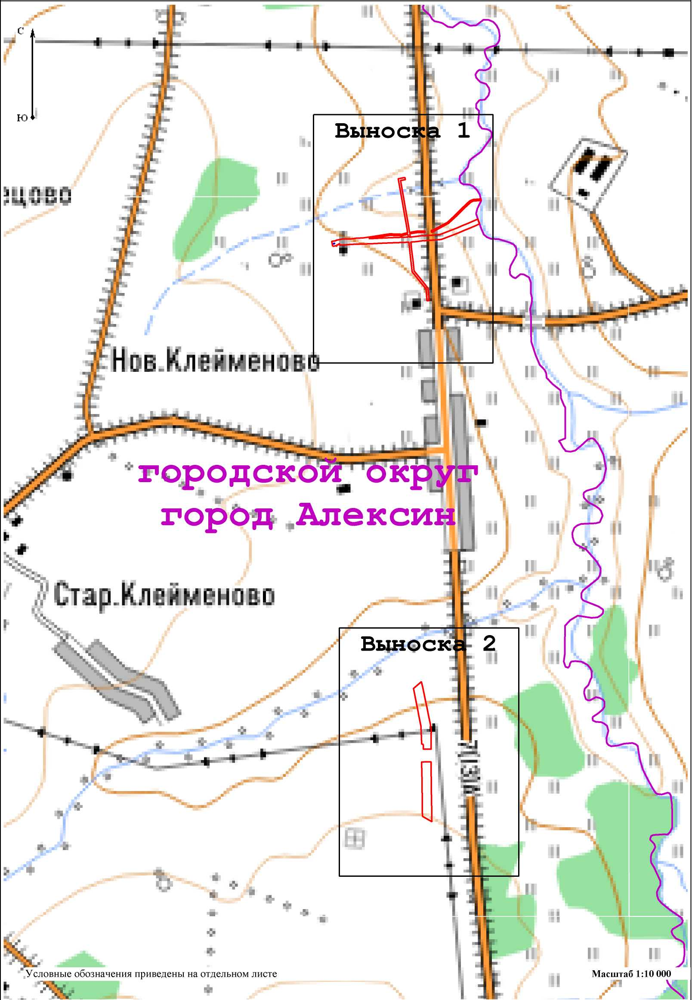 С
Ю
Выноска 1
ецово
Нов.Клейменово
городской округ
город Алексин
Стар.Клейменово
Выноска 2
Условные обозначения приведены на отдельном листе
Масштаб 1:10 000